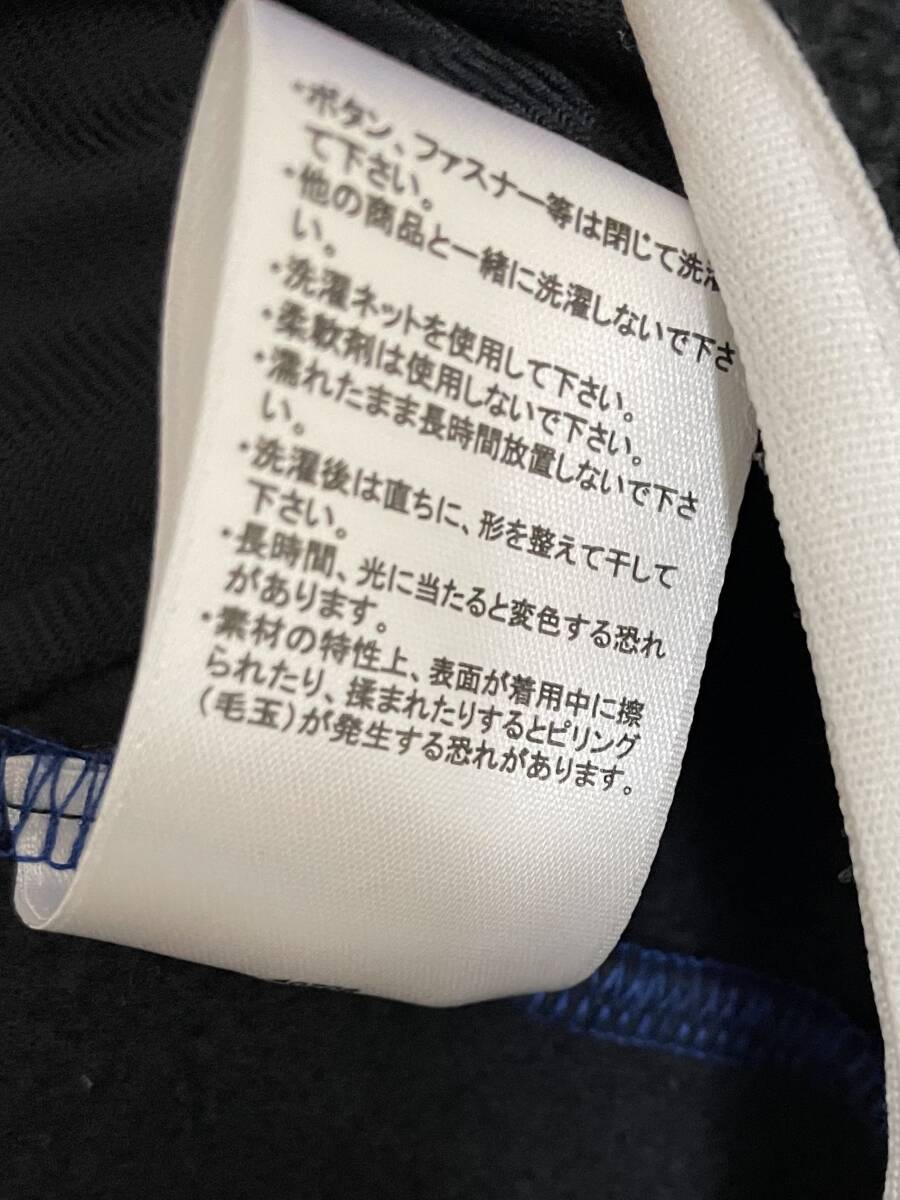 ・ボタン、ファスナー等は閉じて洗濯
て下さい。
・他の商品と一緒に洗濯しないで下さ
い。
・洗濯ネットを使用して下さい。
・柔軟剤は使用しないで下さい。
・濡れたまま長時間放置しないで下さ
い。
・洗濯後は直ちに、形を整えて干して
下さい。
・長時間、光に当たると変色する恐れ
があります。
・素材の特性上、表面が着用中に擦
られたり、揉まれたりするとピリング
(毛玉)が発生する恐れがあります。